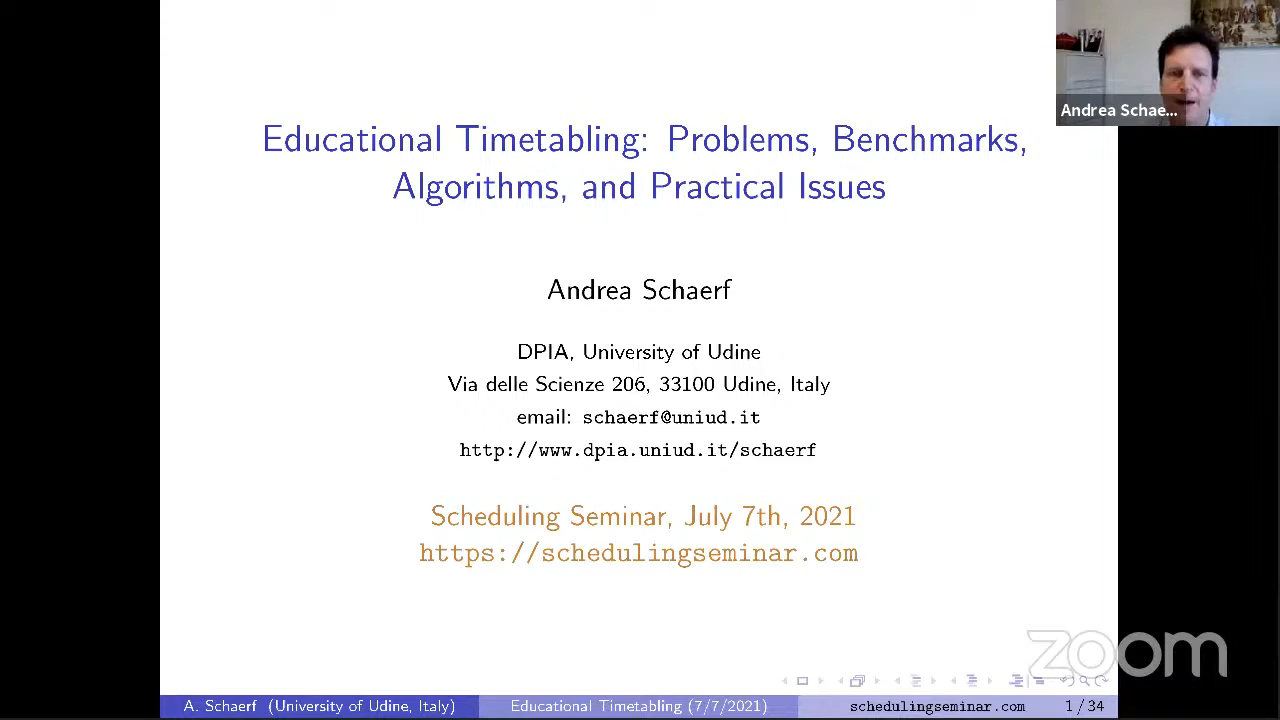 Educational Timetabling: Problems, Benchmarks,
Algorithms, and Practical Issues
Andrea Schaerf
DPIA, University of Udine
Via delle Scienze 206, 33100 Udine, Italy
email: schaerf@uniud.it
http://www.dpia.uniud.it/schaerf
Scheduling Seminar, July 7th, 2021
https://schedulingseminar.com
Andrea Schae...
zoom
A. Schaerf (University of Udine, Italy)
Educational Timetabling (7/7/2021)
schedulingseminar.com
1 / 34